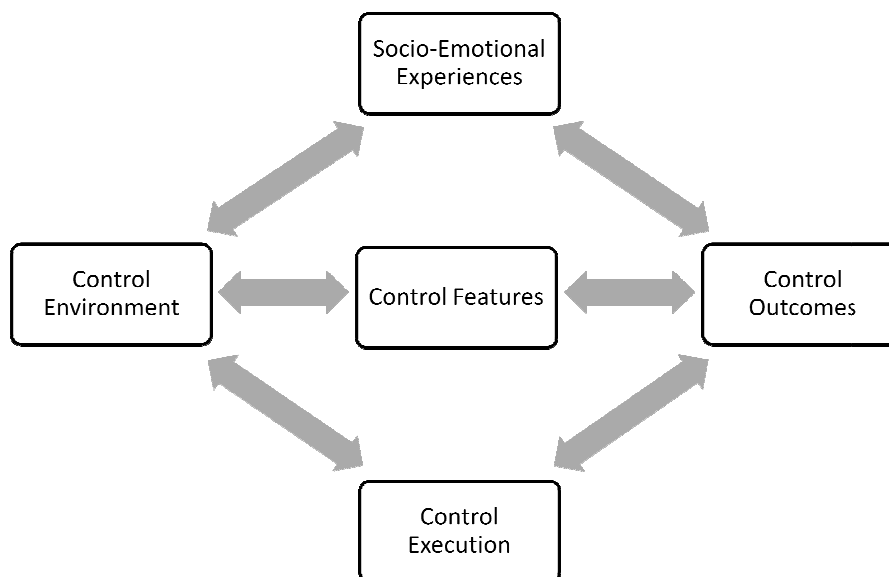 Socio-Emotional
Experiences
Control
Environment
Control Features
Control
Outcomes
Control
Execution